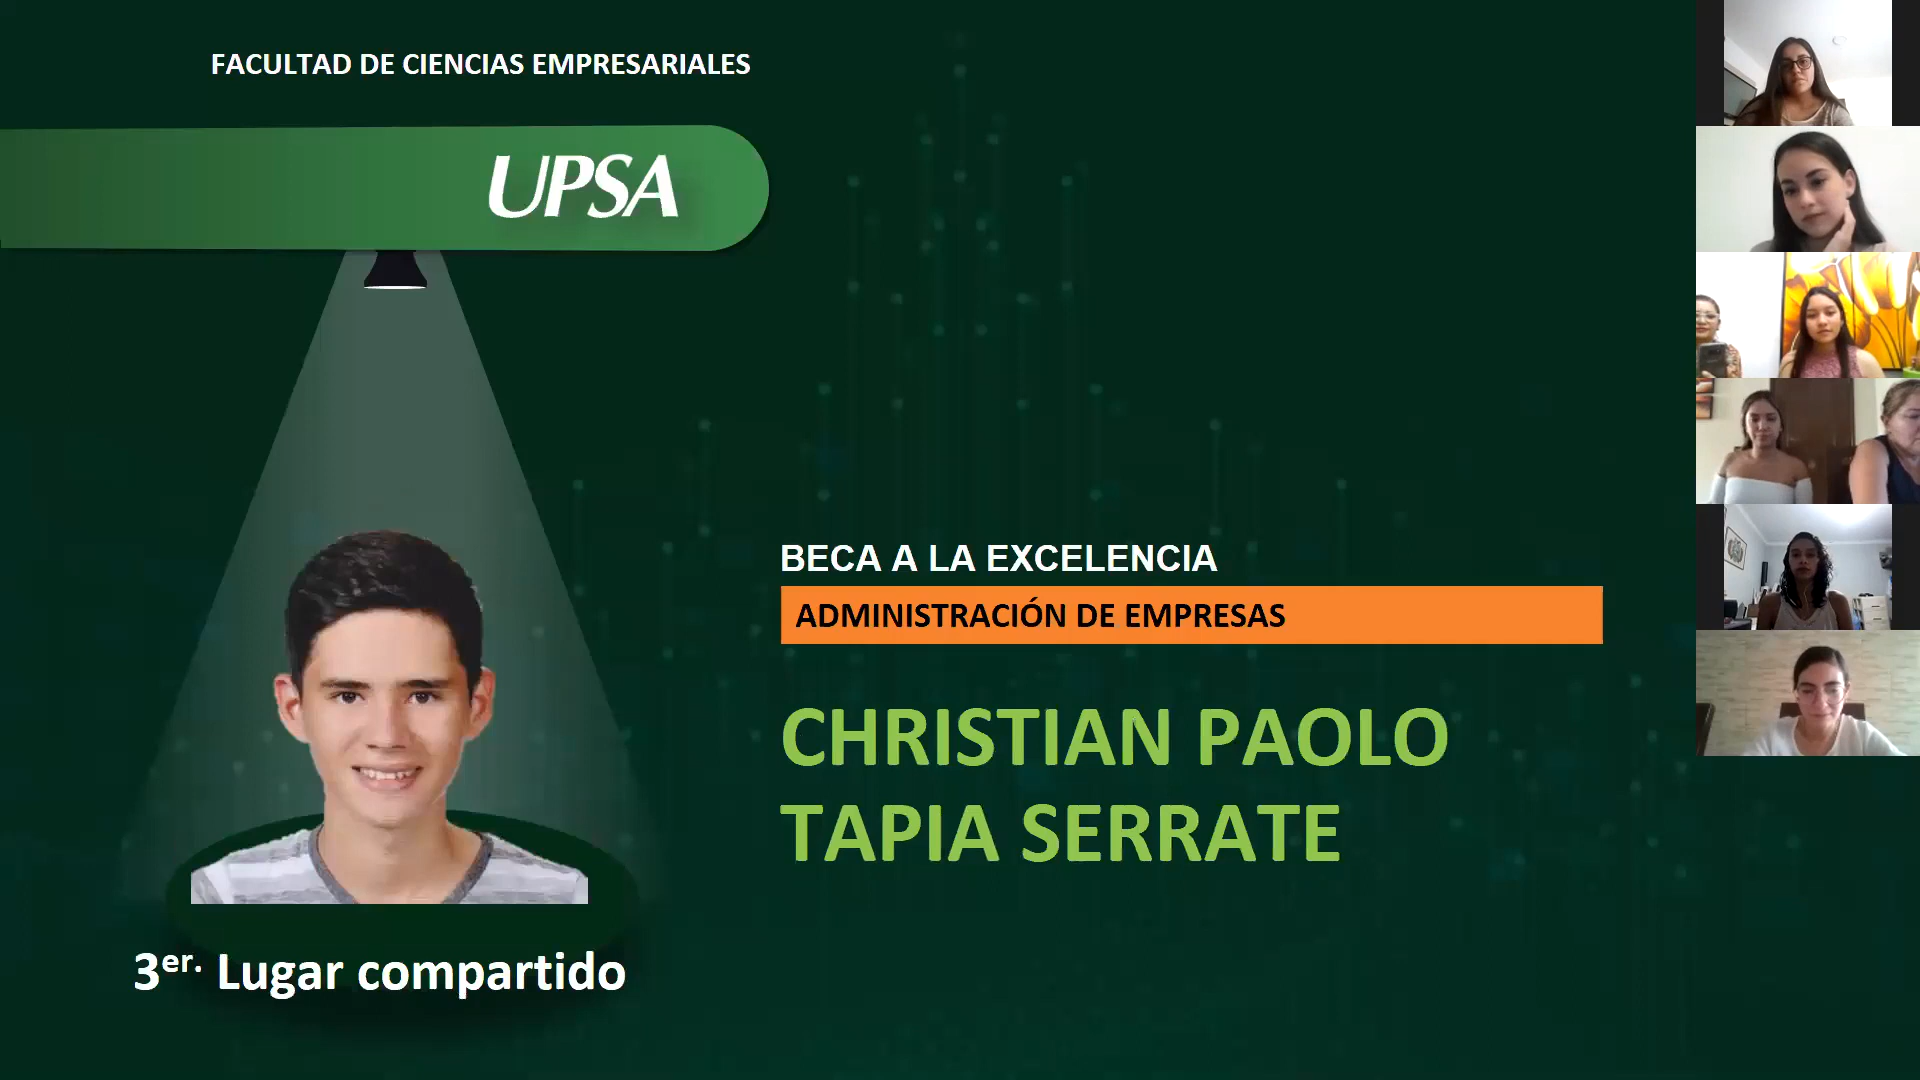 FACULTAD DE CIENCIAS EMPRESARIALES
UPSA
BECA A LA EXCELENCIA
ADMINISTRACIÓN DE EMPRESAS
CHRISTIAN PAOLO
TAPIA SERRATE
3er. Lugar compartido